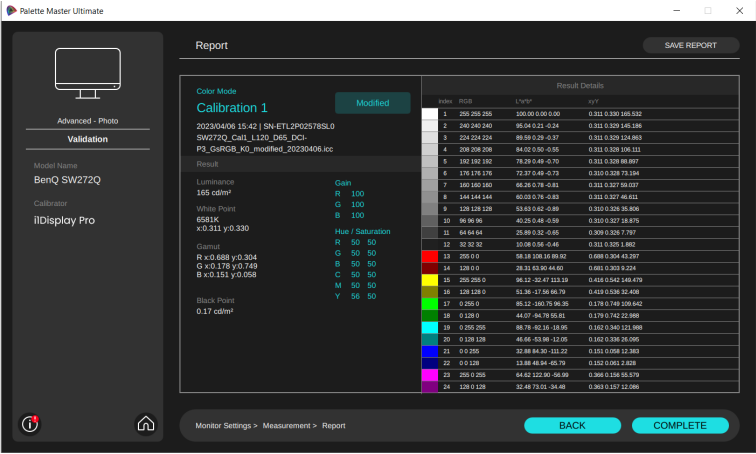 Palette Master Ultimate
Report
SAVE REPORT
Advanced - Photo
Validation
Model Name
BenQ SW272Q
Calibrator
i1Display Pro
Color Mode
Calibration 1
Modified
2023/04/06 15:42 | SN-ETL2P02578SL0
SW272Q_Cal1_L120_D65_DCI-
P3_GsRGB_K0_modified_20230406.icc
Result
Luminance
165 cd/m²
White Point
6581K
x:0.311 y:0.330
Gamut
R x:0.688 y:0.304
G x:0.178 y:0.749
B x:0.151 y:0.058
Black Point
0.17 cd/m²
Gain
R 100
G 100
B 100
Hue / Saturation
R 50 50
G 50 50
B 50 50
C 50 50
M 50 50
Y 56 50
Result Details
index RGB L*a*b* xyY
1 255 255 255 100.00 0.00 0.00 0.311 0.330 165.532
2 240 240 240 95.04 0.21 -0.24 0.311 0.329 145.186
3 224 224 224 89.59 0.29 -0.37 0.311 0.329 124.863
4 208 208 208 84.02 0.50 -0.55 0.311 0.328 106.111
5 192 192 192 78.29 0.49 -0.70 0.311 0.328 88.897
6 176 176 176 72.37 0.49 -0.73 0.310 0.328 73.194
7 160 160 160 66.26 0.78 -0.81 0.311 0.327 59.037
8 144 144 144 60.03 0.76 -0.83 0.311 0.327 46.611
9 128 128 128 53.63 0.62 -0.89 0.310 0.326 35.806
10 96 96 96 40.25 0.48 -0.59 0.310 0.327 18.875
11 64 64 64 25.89 0.32 -0.65 0.309 0.326 7.797
12 32 32 32 10.08 0.56 -0.46 0.311 0.325 1.882
13 255 0 0 58.18 108.16 89.92 0.688 0.304 43.297
14 128 0 0 28.31 63.90 44.60 0.681 0.303 9.224
15 255 255 0 96.12 -32.47 113.19 0.416 0.542 149.479
16 128 128 0 51.36 -17.56 66.79 0.419 0.536 32.408
17 0 255 0 85.12 -160.75 96.35 0.178 0.749 109.642
18 0 128 0 44.07 -94.78 55.81 0.179 0.742 22.988
19 0 255 255 88.78 -92.16 -18.95 0.162 0.340 121.988
20 0 128 128 46.66 -53.98 -12.05 0.162 0.336 26.095
21 0 0 255 32.88 84.30 -111.22 0.151 0.058 12.383
22 0 0 128 13.88 48.94 -65.79 0.152 0.061 2.828
23 255 0 255 64.62 122.90 -56.99 0.366 0.156 55.579
24 128 0 128 32.48 73.01 -34.48 0.363 0.157 12.086
Monitor Settings > Measurement > Report
BACK
COMPLETE